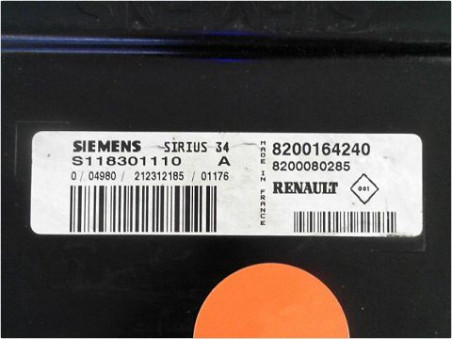 SIEMENS SIRIUS 34
S118301110 A
0 / 04980 / 212312185 / 01176
MADE IN FRANCE
8200164240
8200080285
RENAULT